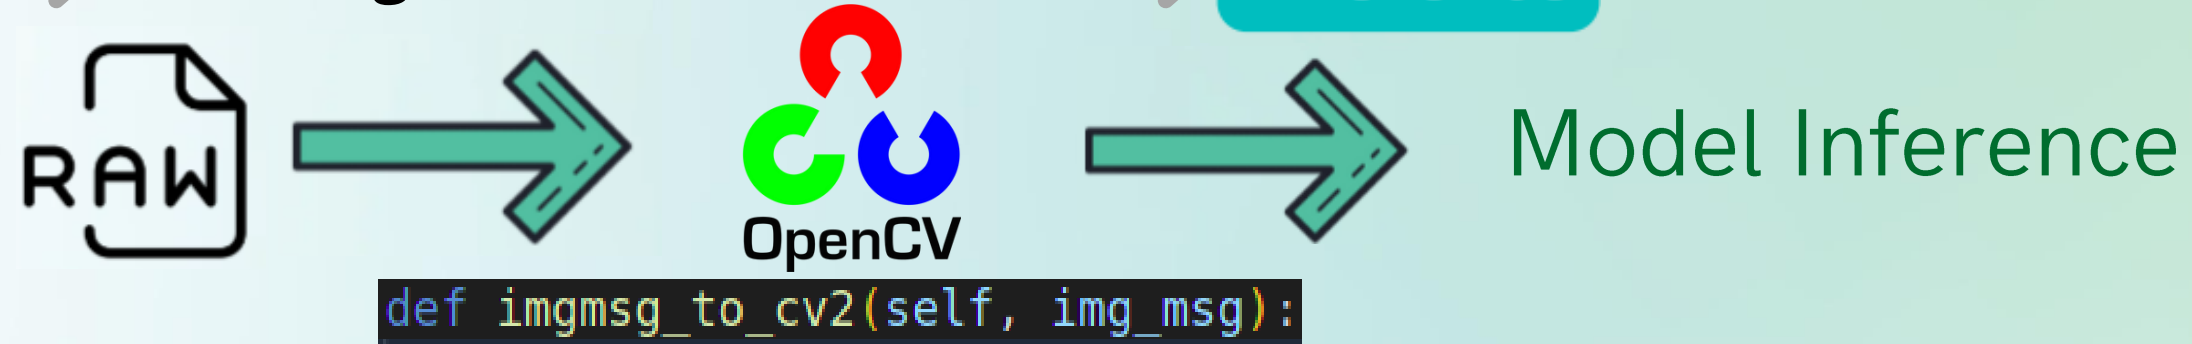 RAW
OpenCV
Model Inference
def imgmsg_to_cv2(self, img_msg):